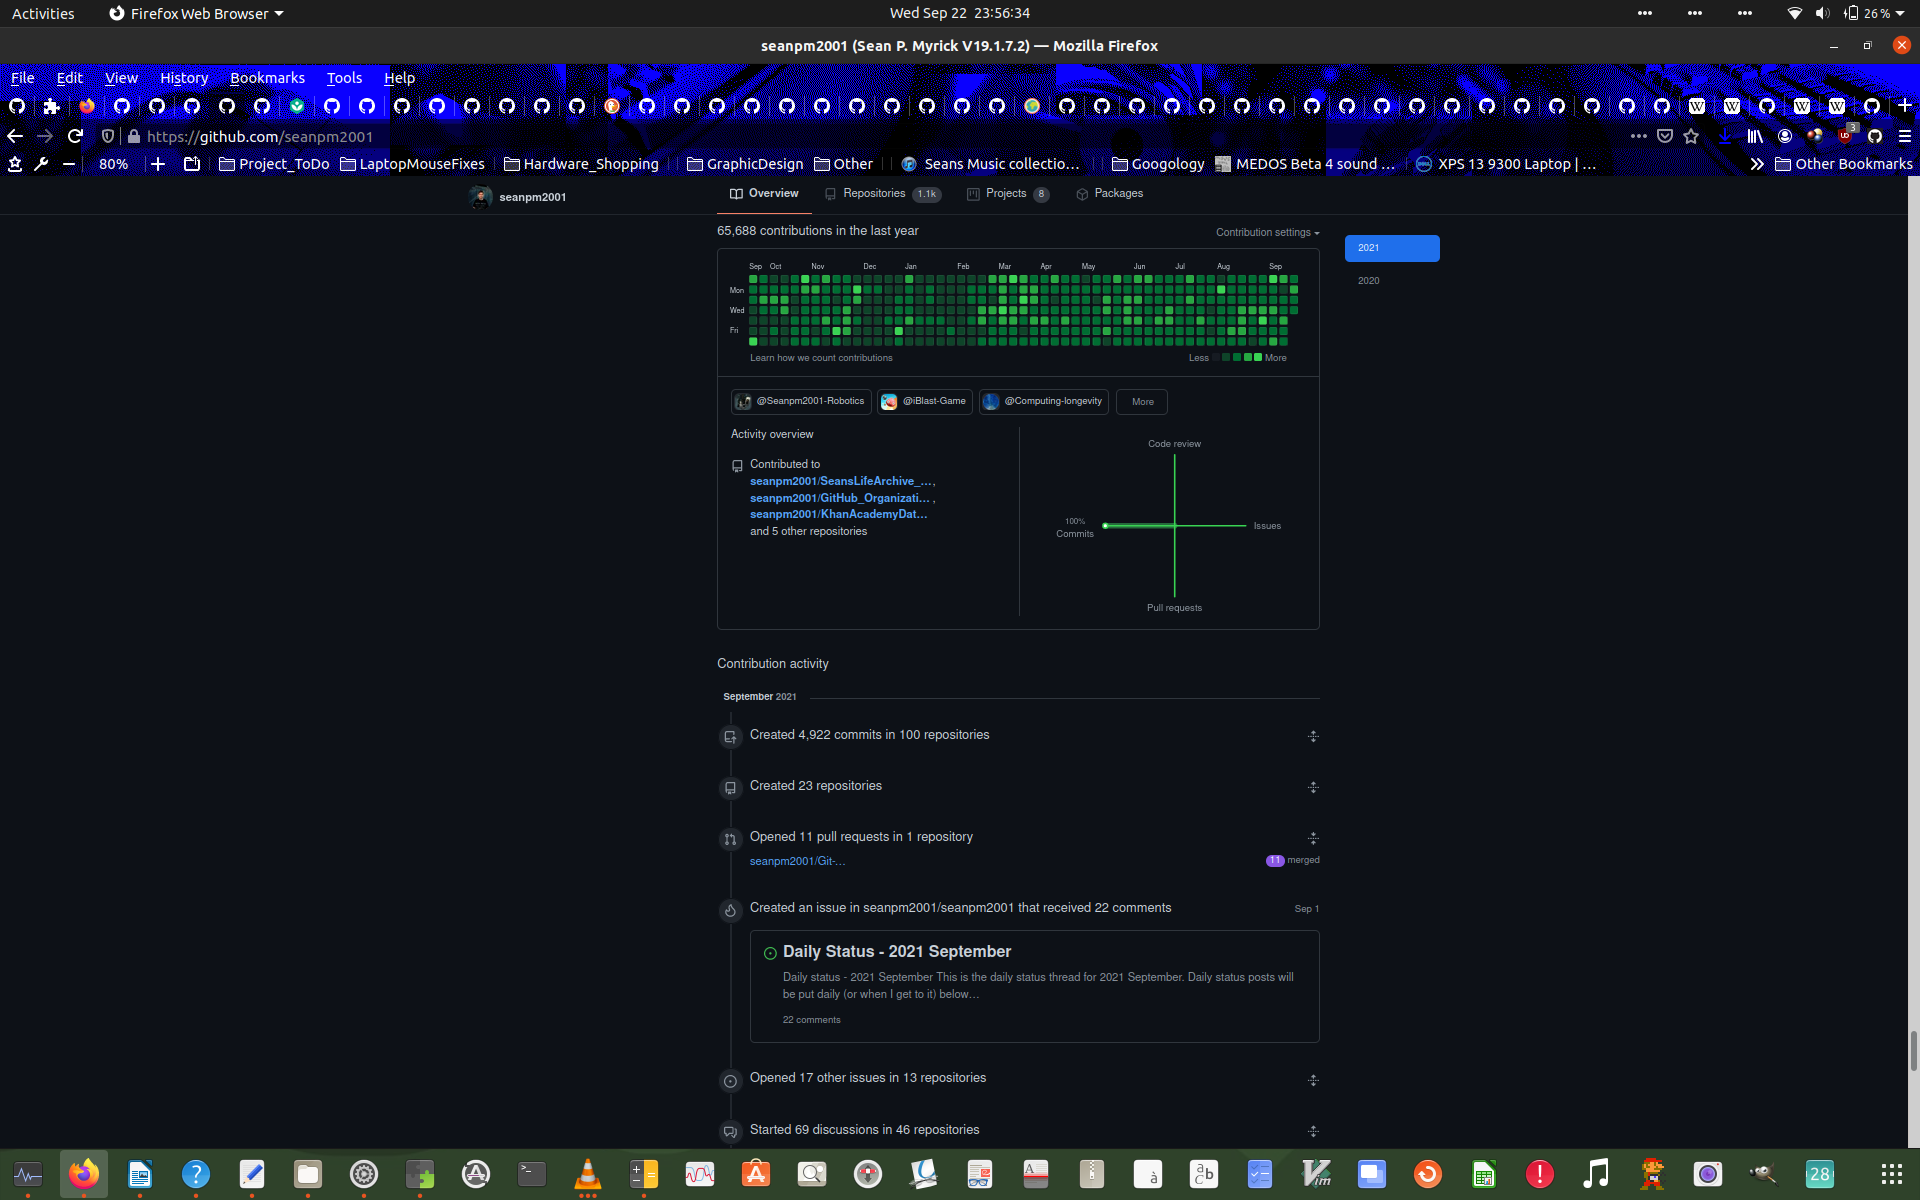 Activities
Firefox Web Browser
Wed Sep 22 23:56:34
26 %
seanpm2001 (Sean P. Myrick V19.1.7.2) — Mozilla Firefox
File Edit View History Bookmarks Tools Help
https://github.com/seanpm2001
3
80%
Project_ToDo
LaptopMouseFixes
Hardware_Shopping
GraphicDesign
Other
Seans Music collectio…
Googology
MEDOS Beta 4 sound …
XPS 13 9300 Laptop | …
Other Bookmarks
seanpm2001
Overview
Repositories 1.1k
Projects 8
Packages
65,688 contributions in the last year
Contribution settings
2021
2020
Sep Oct Nov Dec Jan Feb Mar Apr May Jun Jul Aug Sep
Mon
Wed
Fri
Learn how we count contributions
Less More
@Seanpm2001-Robotics
@iBlast-Game
@Computing-longevity
More
Activity overview
Contributed to
seanpm2001/SeansLifeArchive_…,
seanpm2001/GitHub_Organizati…,
seanpm2001/KhanAcademyDat…
and 5 other repositories
Code review
100%
Commits
Issues
Pull requests
Contribution activity
September 2021
Created 4,922 commits in 100 repositories
Created 23 repositories
Opened 11 pull requests in 1 repository
seanpm2001/Git-…
11 merged
Created an issue in seanpm2001/seanpm2001 that received 22 comments
Sep 1
Daily Status - 2021 September
Daily status - 2021 September This is the daily status thread for 2021 September. Daily status posts will
be put daily (or when I get to it) below…
22 comments
Opened 17 other issues in 13 repositories
Started 69 discussions in 46 repositories
28